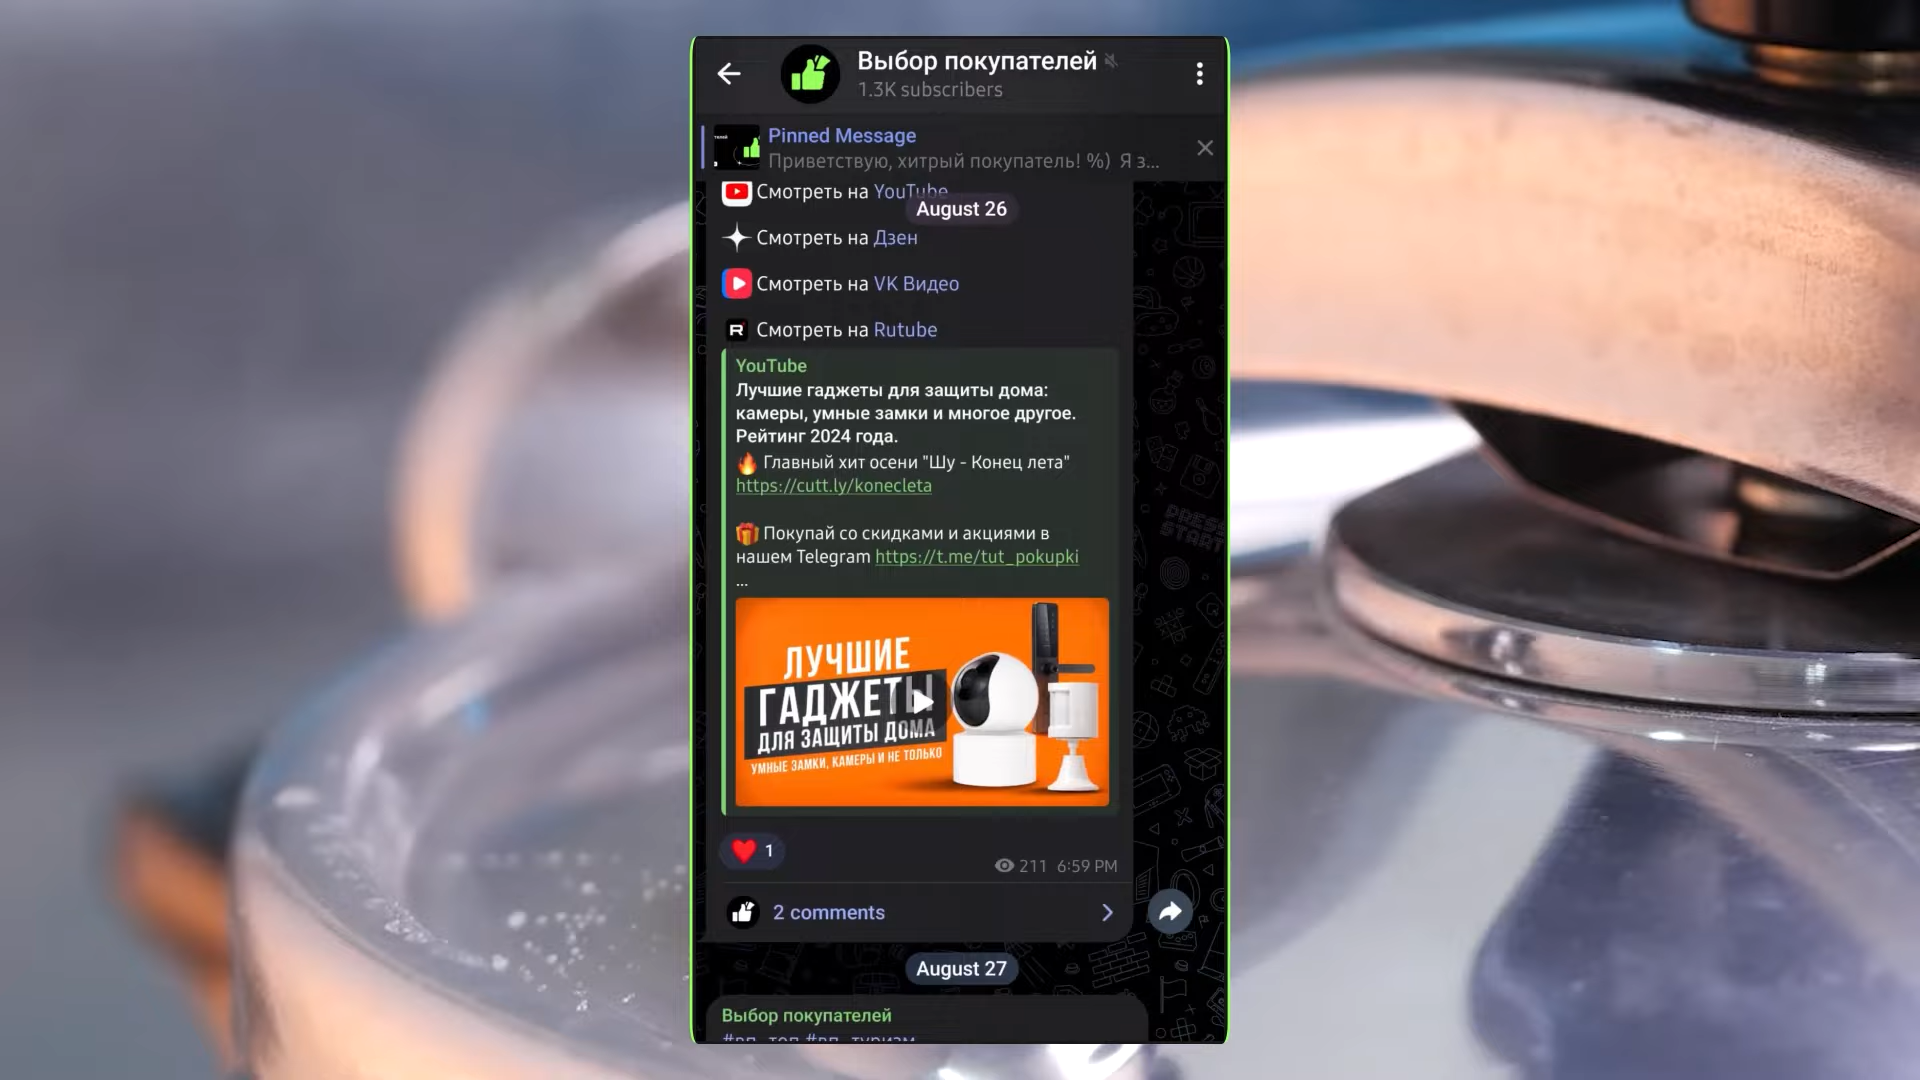 Выбор покупателей
1.3K subscribers
Pinned Message
Приветствую, хитрый покупатель! %) Я з...
Смотреть на YouTube
August 26
Смотреть на Дзен
Смотреть на VK Видео
Смотреть на Rutube
YouTube
Лучшие гаджеты для защиты дома:
камеры, умные замки и многое другое.
Рейтинг 2024 года.
🔥 Главный хит осени "Шу - Конец лета"
https://cutt.ly/konecleta
🎁 Покупай со скидками и акциями в
нашем Telegram https://t.me/tut_pokupki
...
ЛУЧШИЕ
ГАДЖЕТЫ
ДЛЯ ЗАЩИТЫ ДОМА
УМНЫЕ ЗАМКИ, КАМЕРЫ И НЕ ТОЛЬКО
❤️ 1
211 6:59 PM
2 comments
August 27
Выбор покупателей
#вп_топ #вп_туризм
PRESS
START